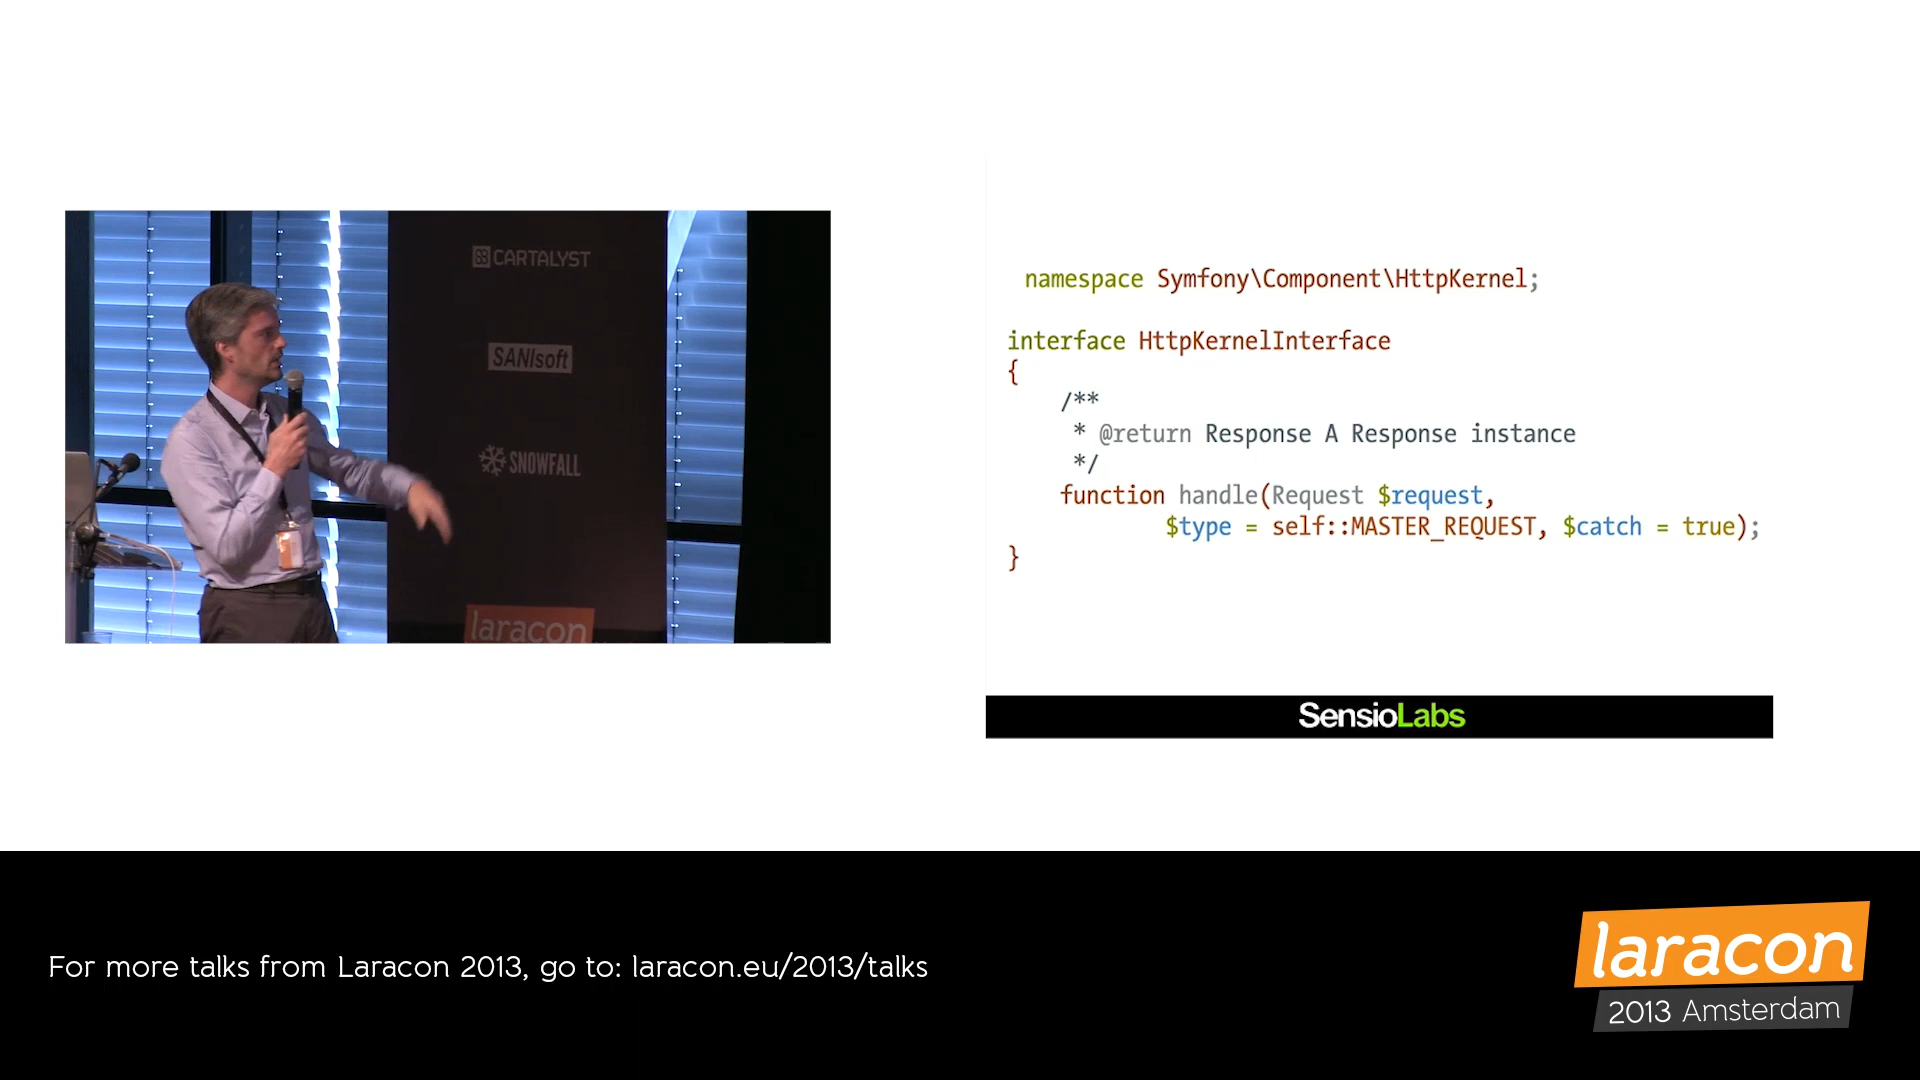 CARTALYST
SANIsoft
SNOWFALL
laracon
namespace Symfony\Component\HttpKernel;
interface HttpKernelInterface
{
/**
* @return Response A Response instance
*/
function handle(Request $request,
$type = self::MASTER_REQUEST, $catch = true);
}
SensioLabs
For more talks from Laracon 2013, go to: laracon.eu/2013/talks
laracon
2013 Amsterdam